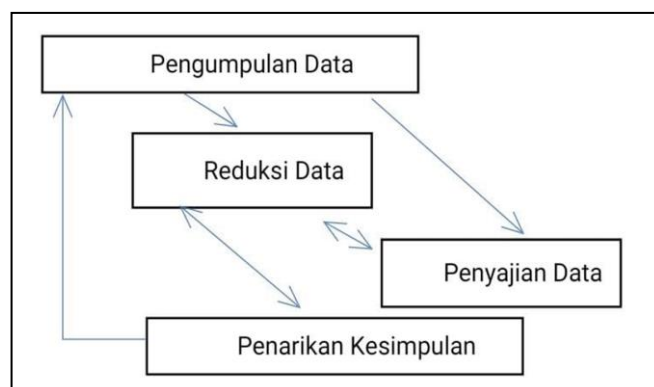 Pengumpulan Data
Reduksi Data
Penyajian Data
Penarikan Kesimpulan